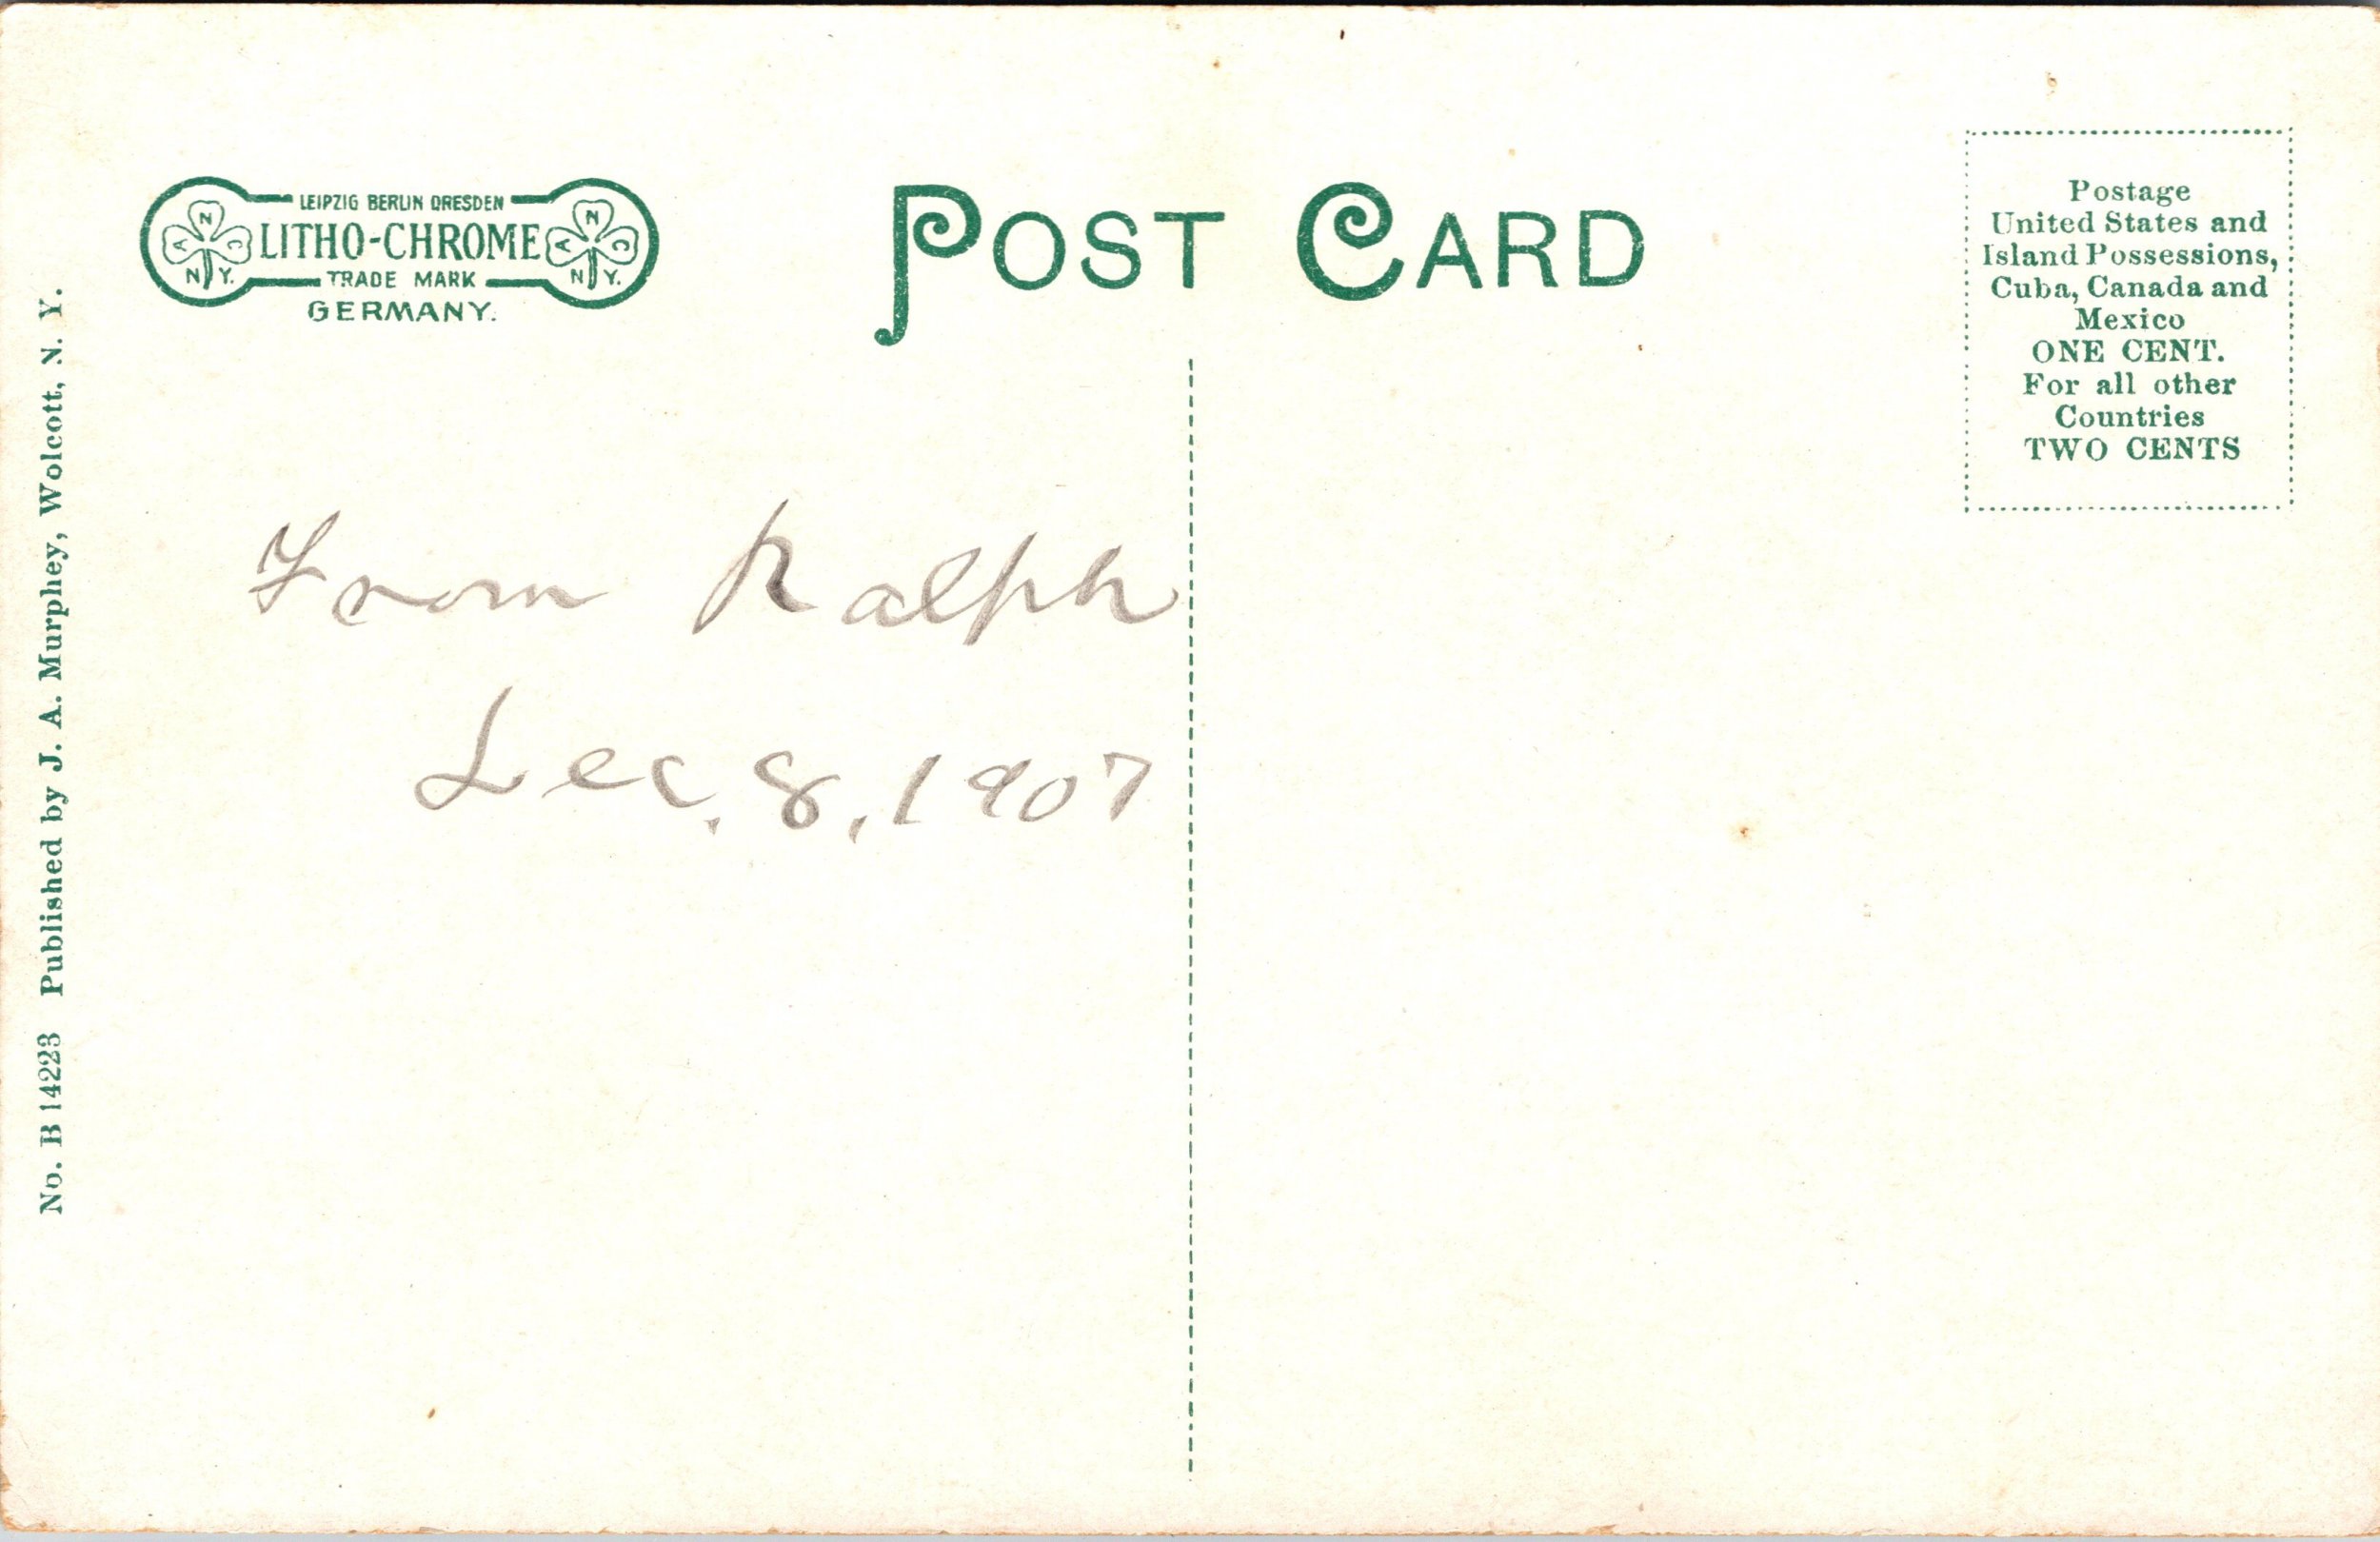 LEIPZIG BERLIN DRESDEN
LITHO-CHROME
TRADE MARK
GERMANY.
N
A C
N Y.
N
A C
N Y.
POST CARD
Postage
United States and
Island Possessions,
Cuba, Canada and
Mexico
ONE CENT.
For all other
Countries
TWO CENTS
From Ralph
Dec. 8, 1907
No. B 14223 Published by J. A. Murphey, Wolcott, N. Y.